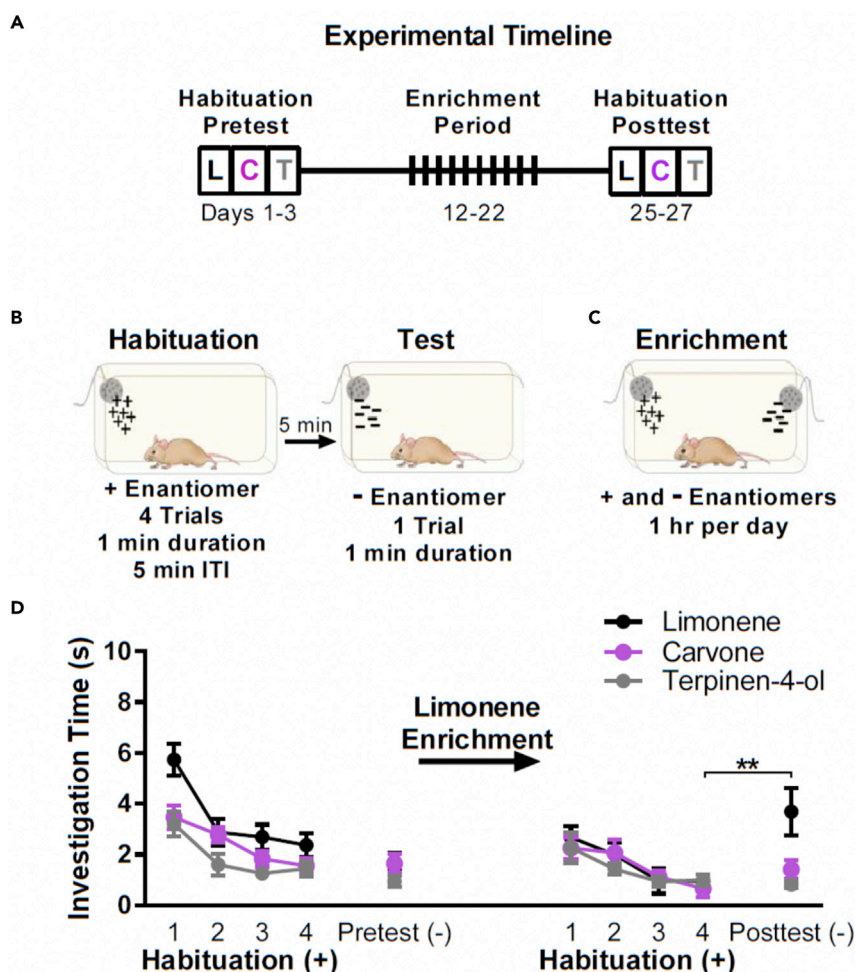 A
Experimental Timeline
Habituation
Pretest
Enrichment
Period
Habituation
Posttest
L C T
L C T
Days 1-3
12-22
25-27
B
Habituation
Test
C
Enrichment
5 min
+ Enantiomer
4 Trials
1 min duration
5 min ITI
- Enantiomer
1 Trial
1 min duration
+ and - Enantiomers
1 hr per day
D
Investigation Time (s)
10
8
6
4
2
0
Limonene
Carvone
Terpinen-4-ol
Limonene
Enrichment
**
1 2 3 4 Pretest (-)
Habituation (+)
1 2 3 4 Posttest (-)
Habituation (+)